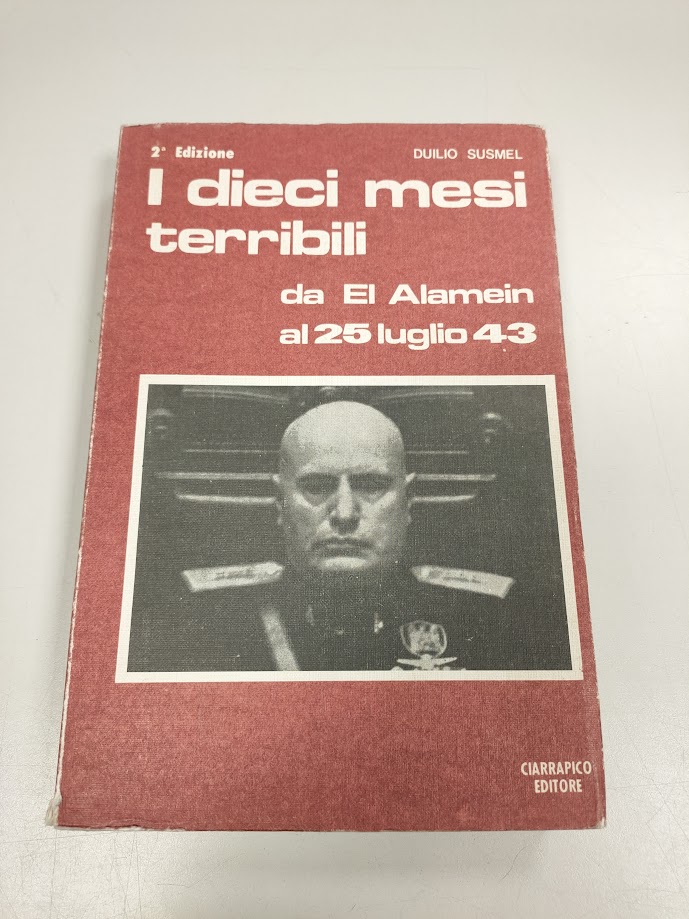 2ª Edizione
DUILIO SUSMEL
I dieci mesi
terribili
da El Alamein
al 25 luglio 43
CIARRAPICO
EDITORE